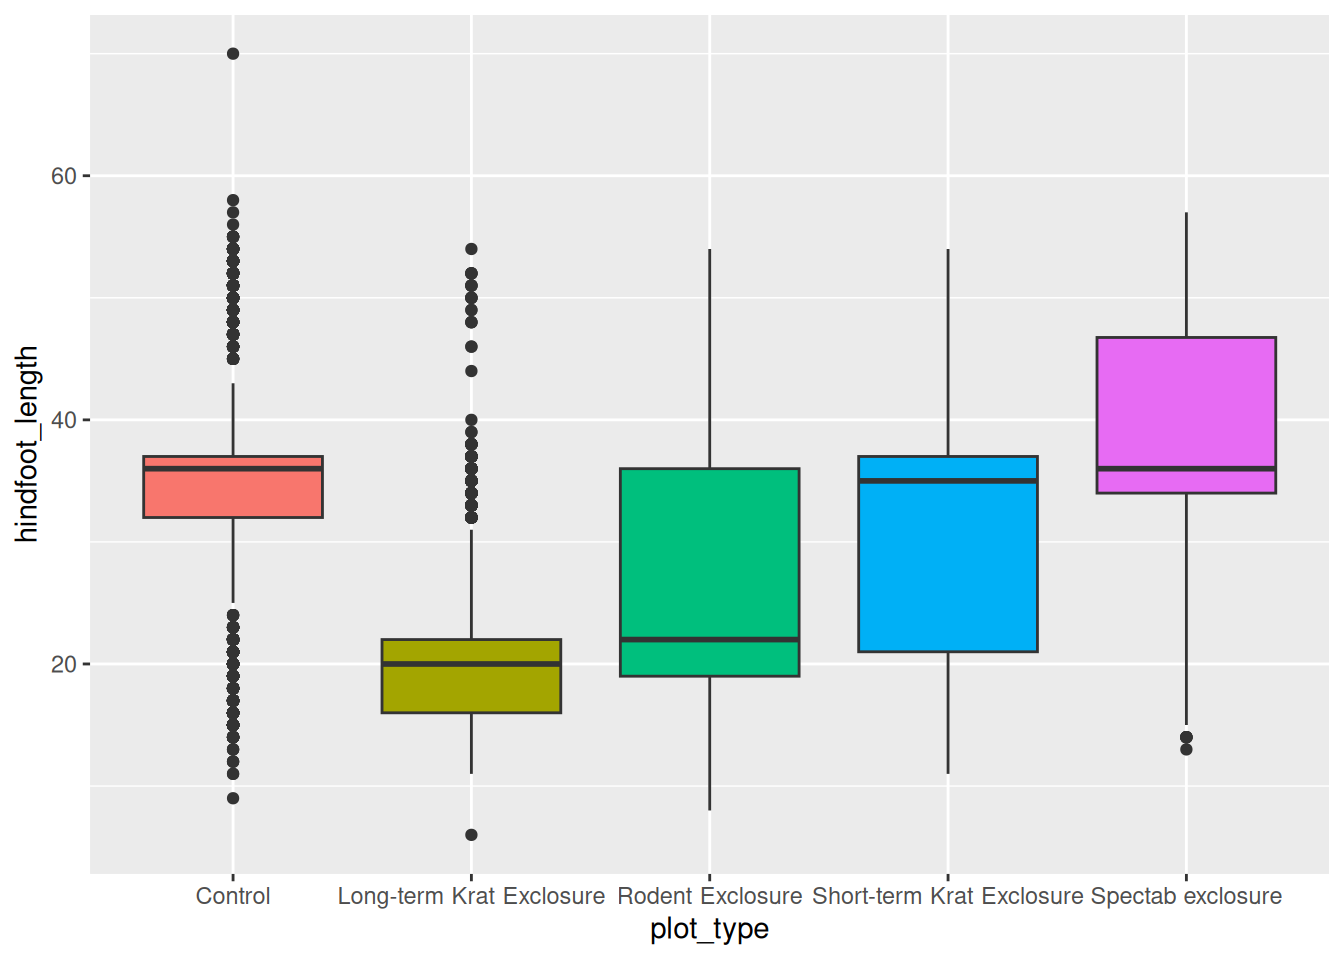 hindfoot_length
60
40
20
Control
Long-term Krat Exclosure
Rodent Exclosure
Short-term Krat Exclosure
Spectab exclosure
plot_type